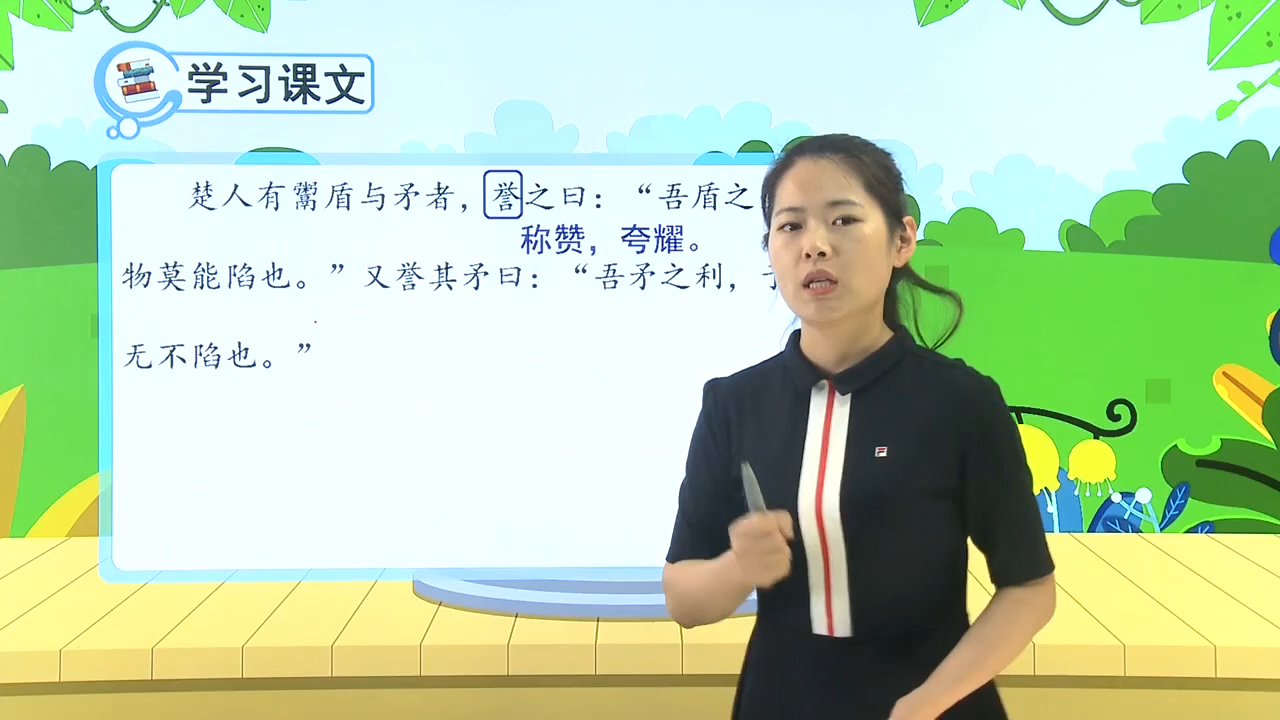 学习课文
楚人有鬻盾与矛者，誉之曰：“吾盾之
称赞，夸耀。
物莫能陷也。”又誉其矛曰：“吾矛之利，
无不陷也。”